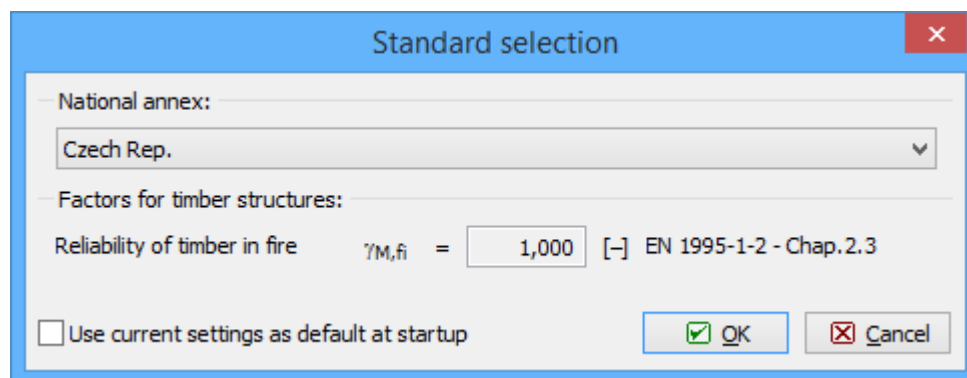 Standard selection
National annex:
Czech Rep.
Factors for timber structures:
Reliability of timber in fire γM,fi = 1,000 [–] EN 1995-1-2 - Chap.2.3
Use current settings as default at startup OK Cancel